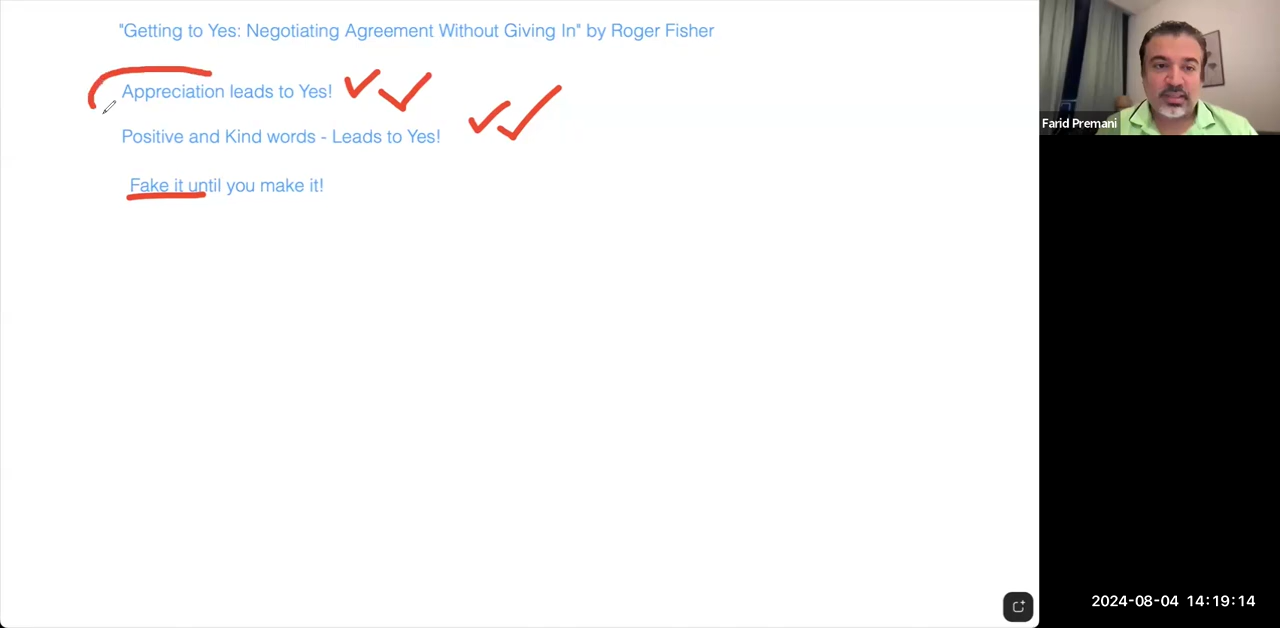 "Getting to Yes: Negotiating Agreement Without Giving In" by Roger Fisher
Appreciation leads to Yes!
Positive and Kind words - Leads to Yes!
Fake it until you make it!
Farid Premani
2024-08-04 14:19:14